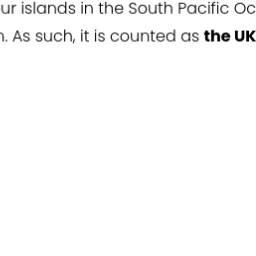 ur islands in the South Pacific Oc
. As such, it is counted as the UK